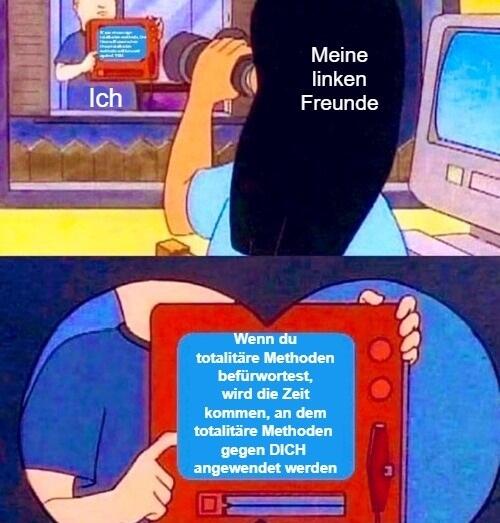 Ich
Meine
linken
Freunde
Wenn du
totalitäre Methoden
befürwortest,
wird die Zeit
kommen, an dem
totalitäre Methoden
gegen DICH
angewendet werden